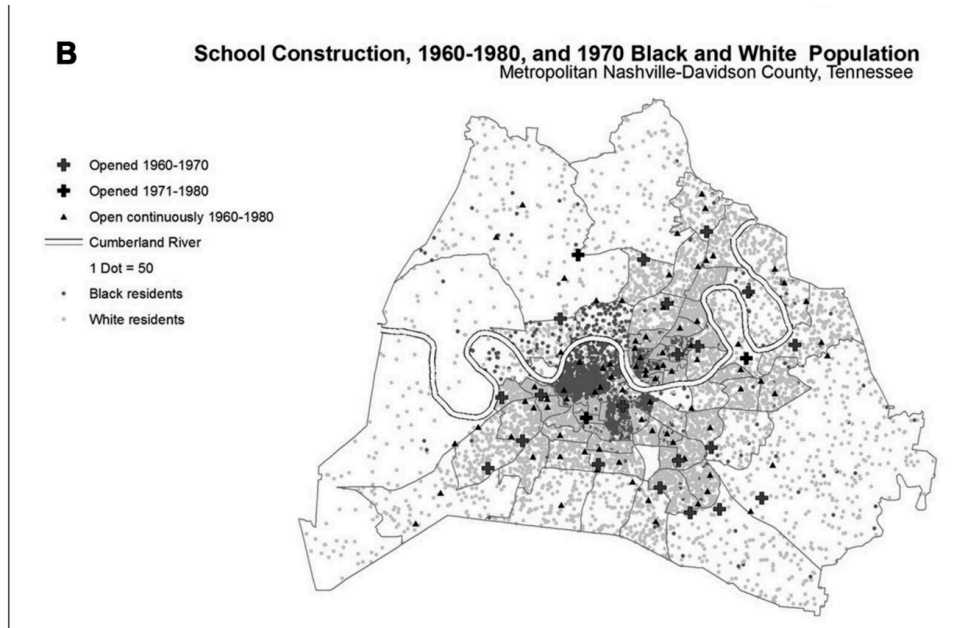 B
School Construction, 1960-1980, and 1970 Black and White Population
Metropolitan Nashville-Davidson County, Tennessee
Opened 1960-1970
Opened 1971-1980
Open continuously 1960-1980
Cumberland River
1 Dot = 50
Black residents
White residents